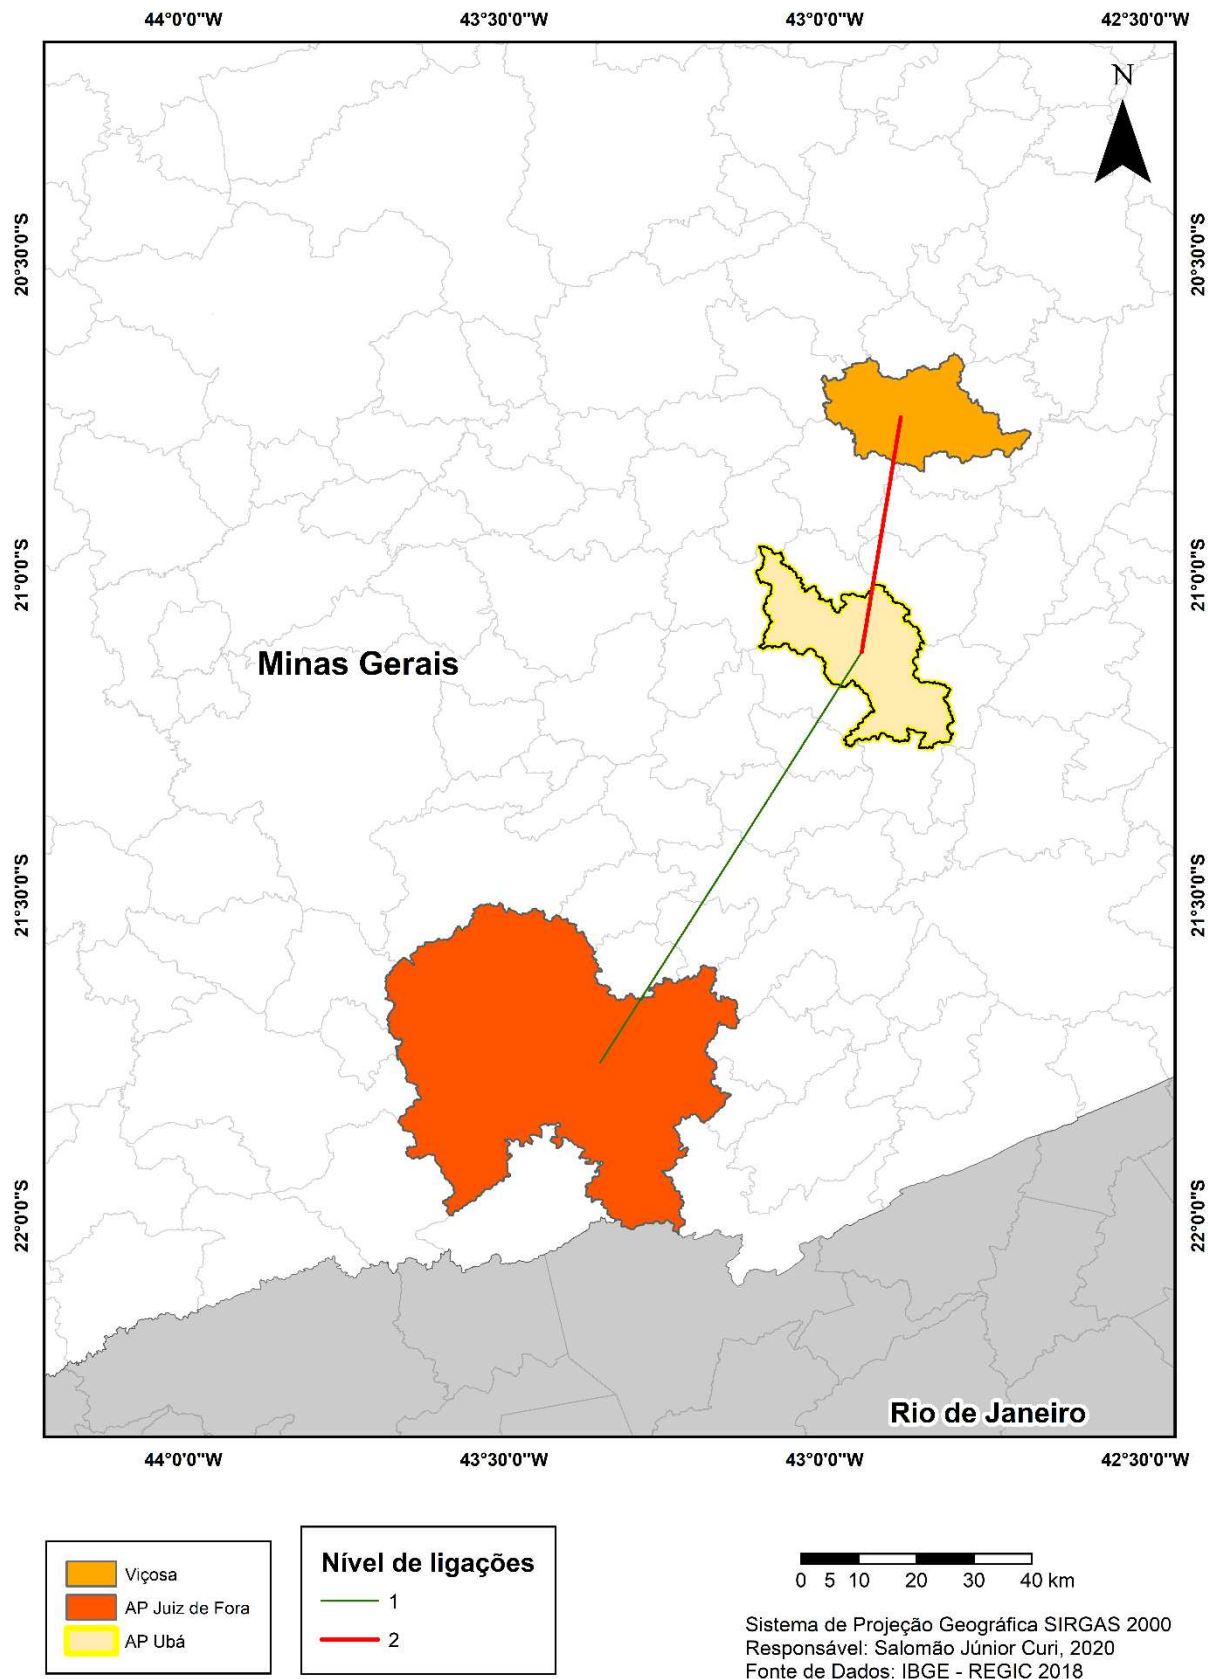 44°0'0"W 43°30'0"W 43°0'0"W 42°30'0"W
N
20°30'0"S 20°30'0"S
21°0'0"S 21°0'0"S
Minas Gerais
21°30'0"S 21°30'0"S
22°0'0"S 22°0'0"S
Rio de Janeiro
44°0'0"W 43°30'0"W 43°0'0"W 42°30'0"W
Viçosa
AP Juiz de Fora
AP Ubá
Nível de ligações
1
2
0 5 10 20 30 40 km
Sistema de Projeção Geográfica SIRGAS 2000
Responsável: Salomão Júnior Curi, 2020
Fonte de Dados: IBGE - REGIC 2018